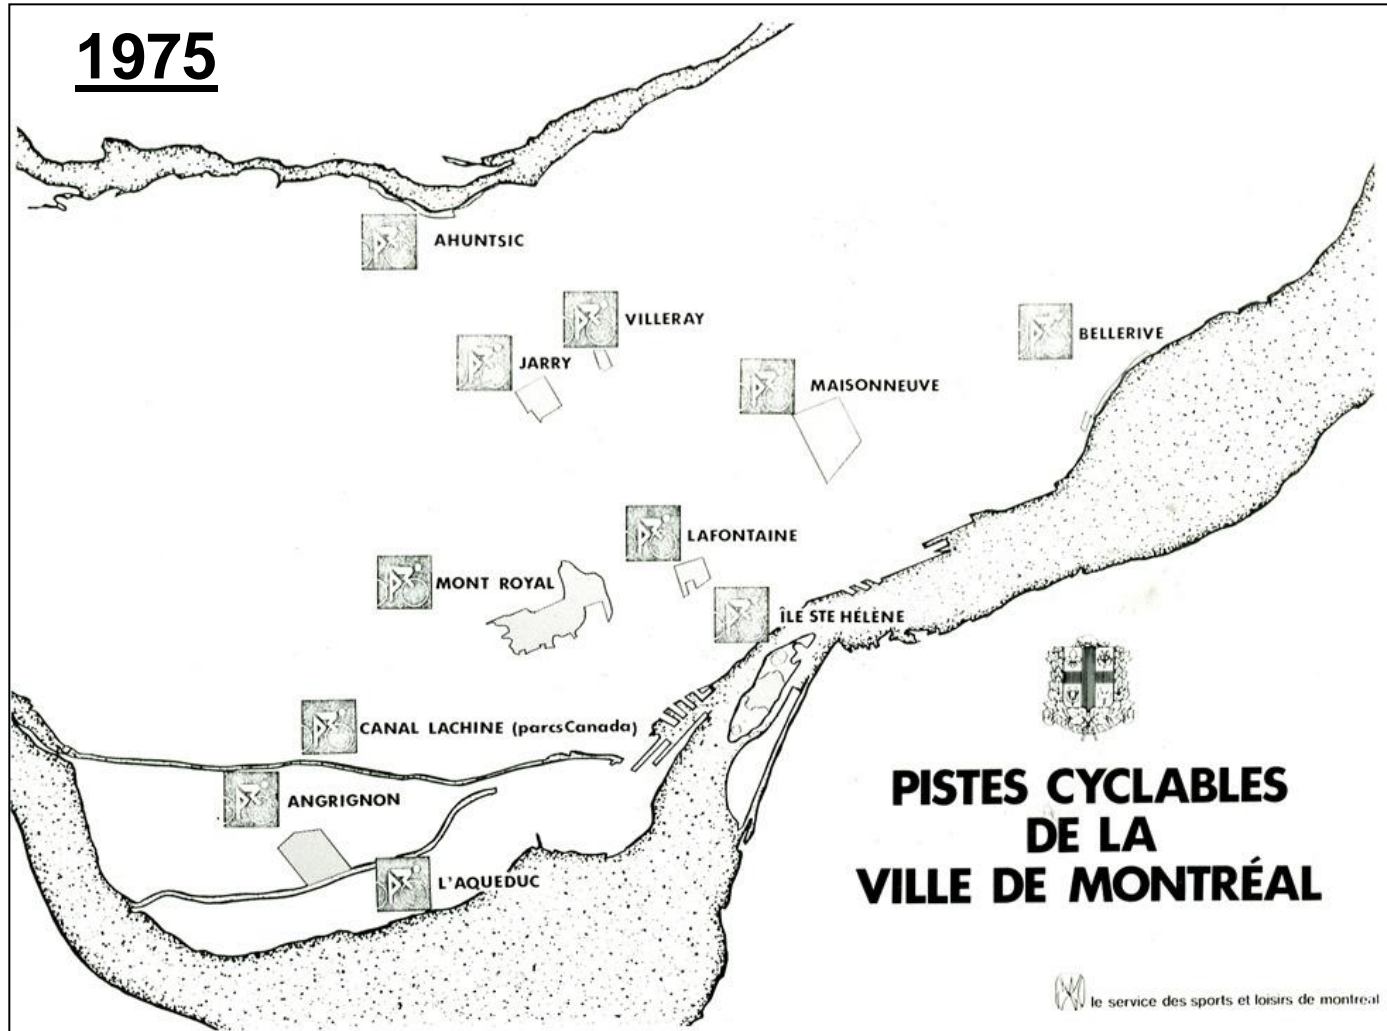 1975
AHUNTSIC
VILLERAY
JARRY
BELLERIVE
MAISONNEUVE
LAFONTAINE
MONT ROYAL
ÎLE STE HÉLÈNE
CANAL LACHINE (parcsCanada)
ANGRIGNON
L'AQUEDUC
PISTES CYCLABLES
DE LA
VILLE DE MONTRÉAL
le service des sports et loisirs de montreal